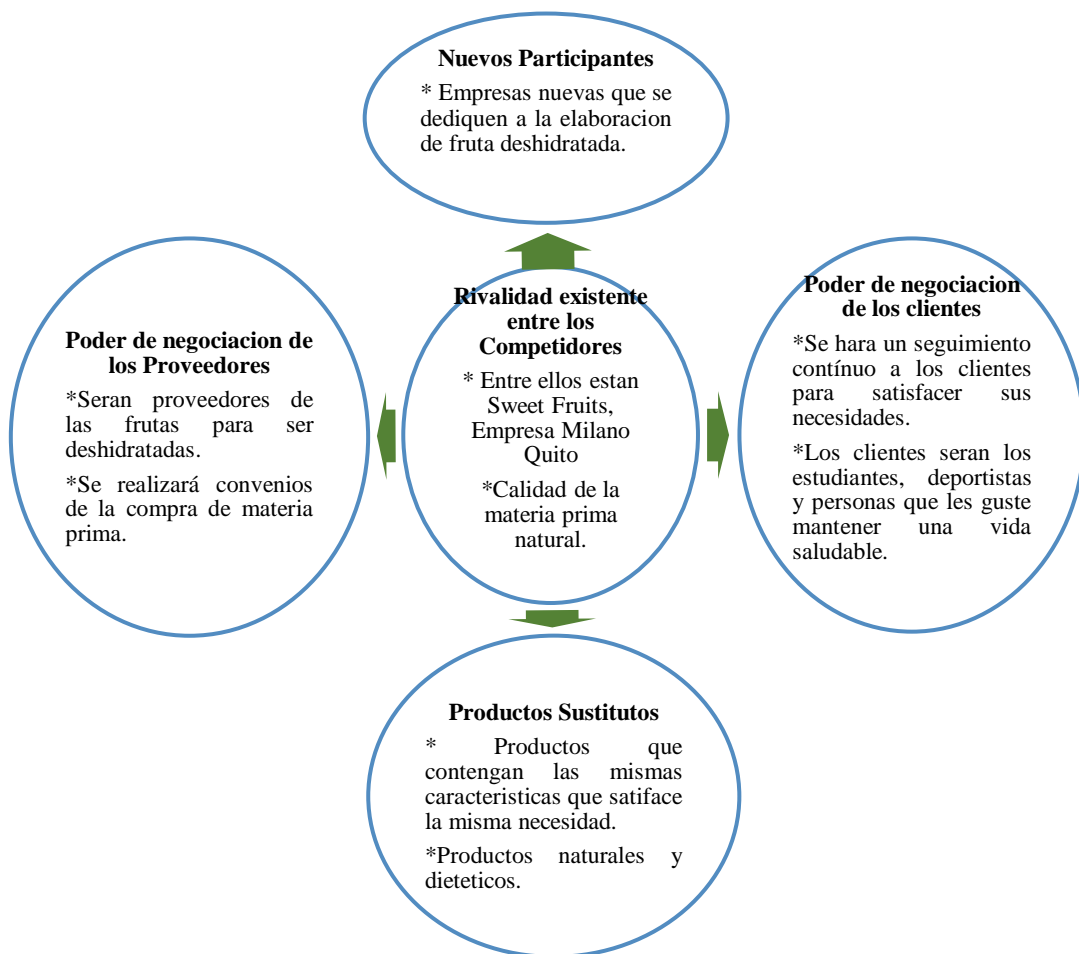 Nuevos Participantes
* Empresas nuevas que se
dediquen a la elaboracion
de fruta deshidratada.
Poder de negociacion de
los Proveedores
*Seran proveedores de
las frutas para ser
deshidratadas.
*Se realizará convenios
de la compra de materia
prima.
Rivalidad existente
entre los
Competidores
* Entre ellos estan
Sweet Fruits,
Empresa Milano
Quito
*Calidad de la
materia prima
natural.
Poder de negociacion
de los clientes
*Se hara un seguimiento
contínuo a los clientes
para satisfacer sus
necesidades.
*Los clientes seran los
estudiantes, deportistas
y personas que les guste
mantener una vida
saludable.
Productos Sustitutos
* Productos que
contengan las mismas
caracteristicas que satiface
la misma necesidad.
*Productos naturales y
dieteticos.